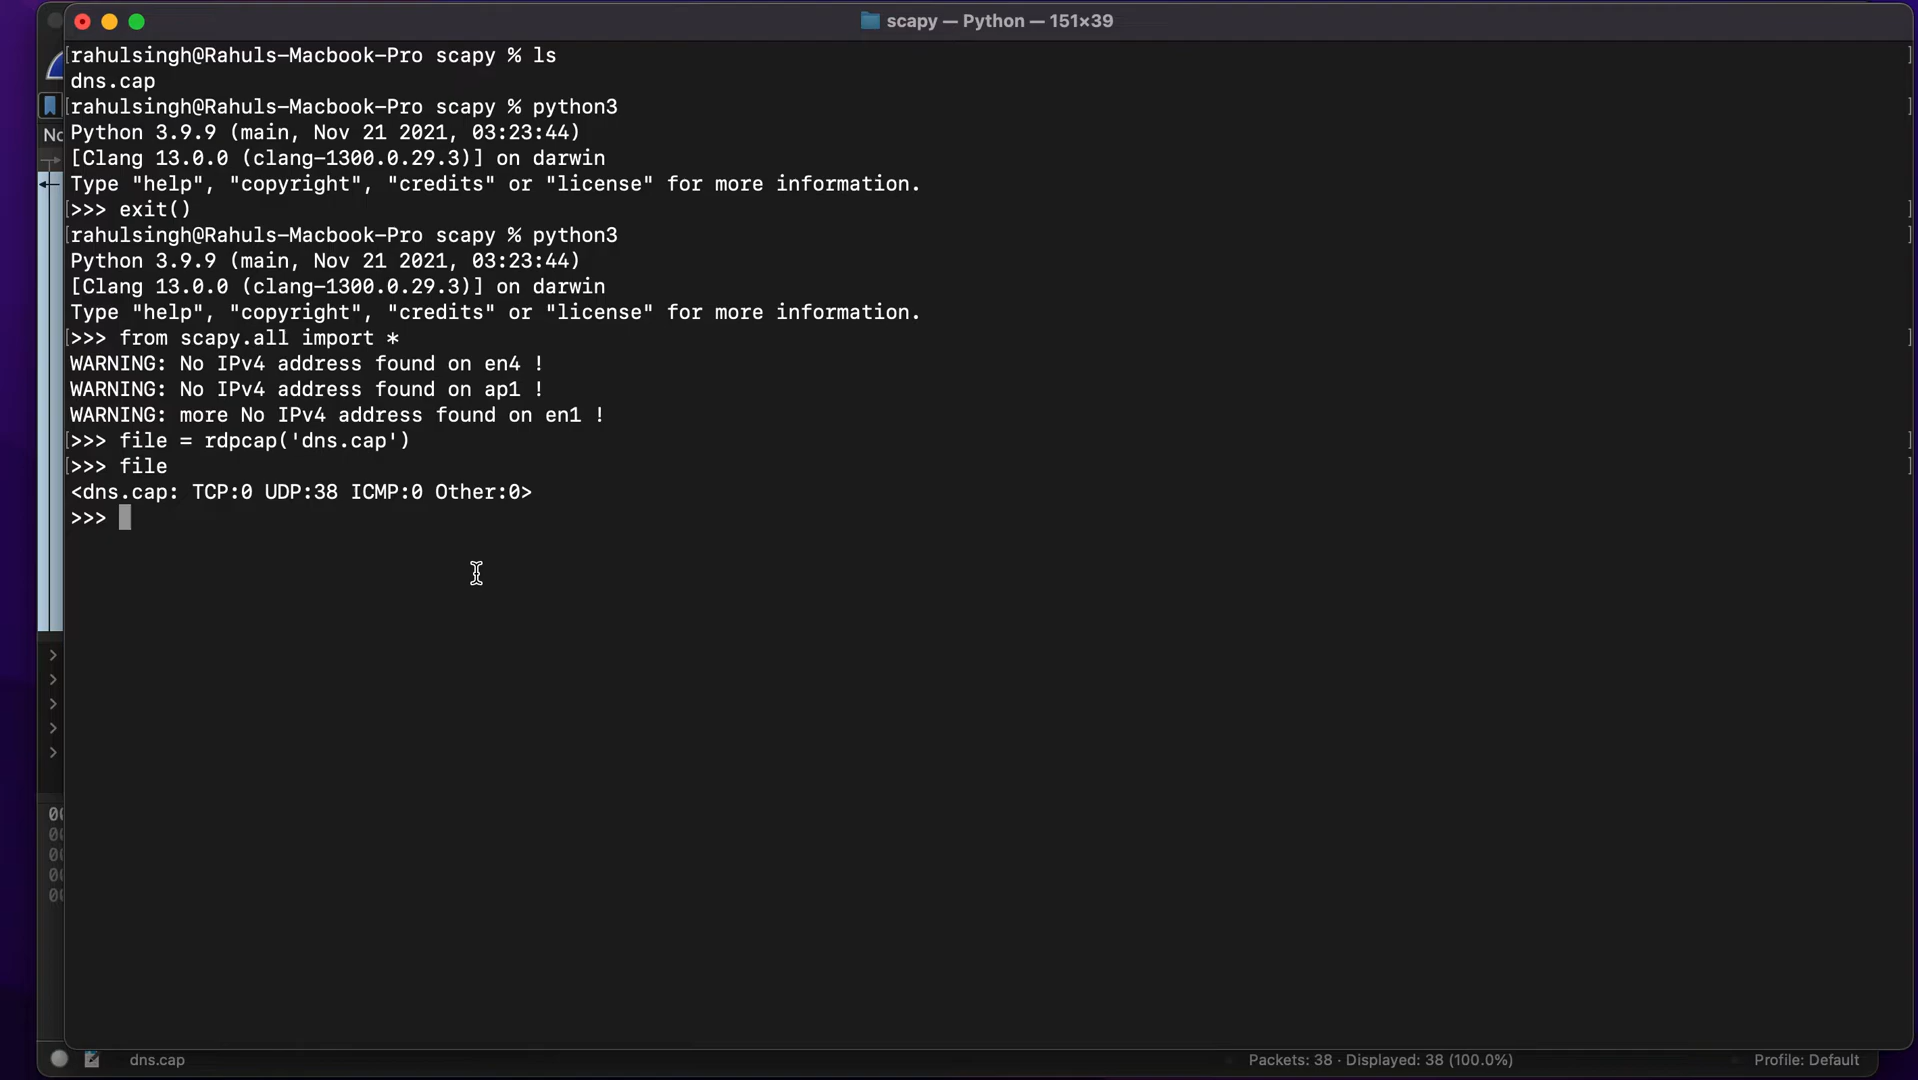 scapy — Python — 151×39
rahulsingh@Rahuls-Macbook-Pro scapy % ls
dns.cap
rahulsingh@Rahuls-Macbook-Pro scapy % python3
Python 3.9.9 (main, Nov 21 2021, 03:23:44)
[Clang 13.0.0 (clang-1300.0.29.3)] on darwin
Type "help", "copyright", "credits" or "license" for more information.
>>> exit()
rahulsingh@Rahuls-Macbook-Pro scapy % python3
Python 3.9.9 (main, Nov 21 2021, 03:23:44)
[Clang 13.0.0 (clang-1300.0.29.3)] on darwin
Type "help", "copyright", "credits" or "license" for more information.
>>> from scapy.all import *
WARNING: No IPv4 address found on en4 !
WARNING: No IPv4 address found on ap1 !
WARNING: more No IPv4 address found on en1 !
>>> file = rdpcap('dns.cap')
>>> file
<dns.cap: TCP:0 UDP:38 ICMP:0 Other:0>
>>>
dns.cap
Packets: 38 · Displayed: 38 (100.0%)
Profile: Default